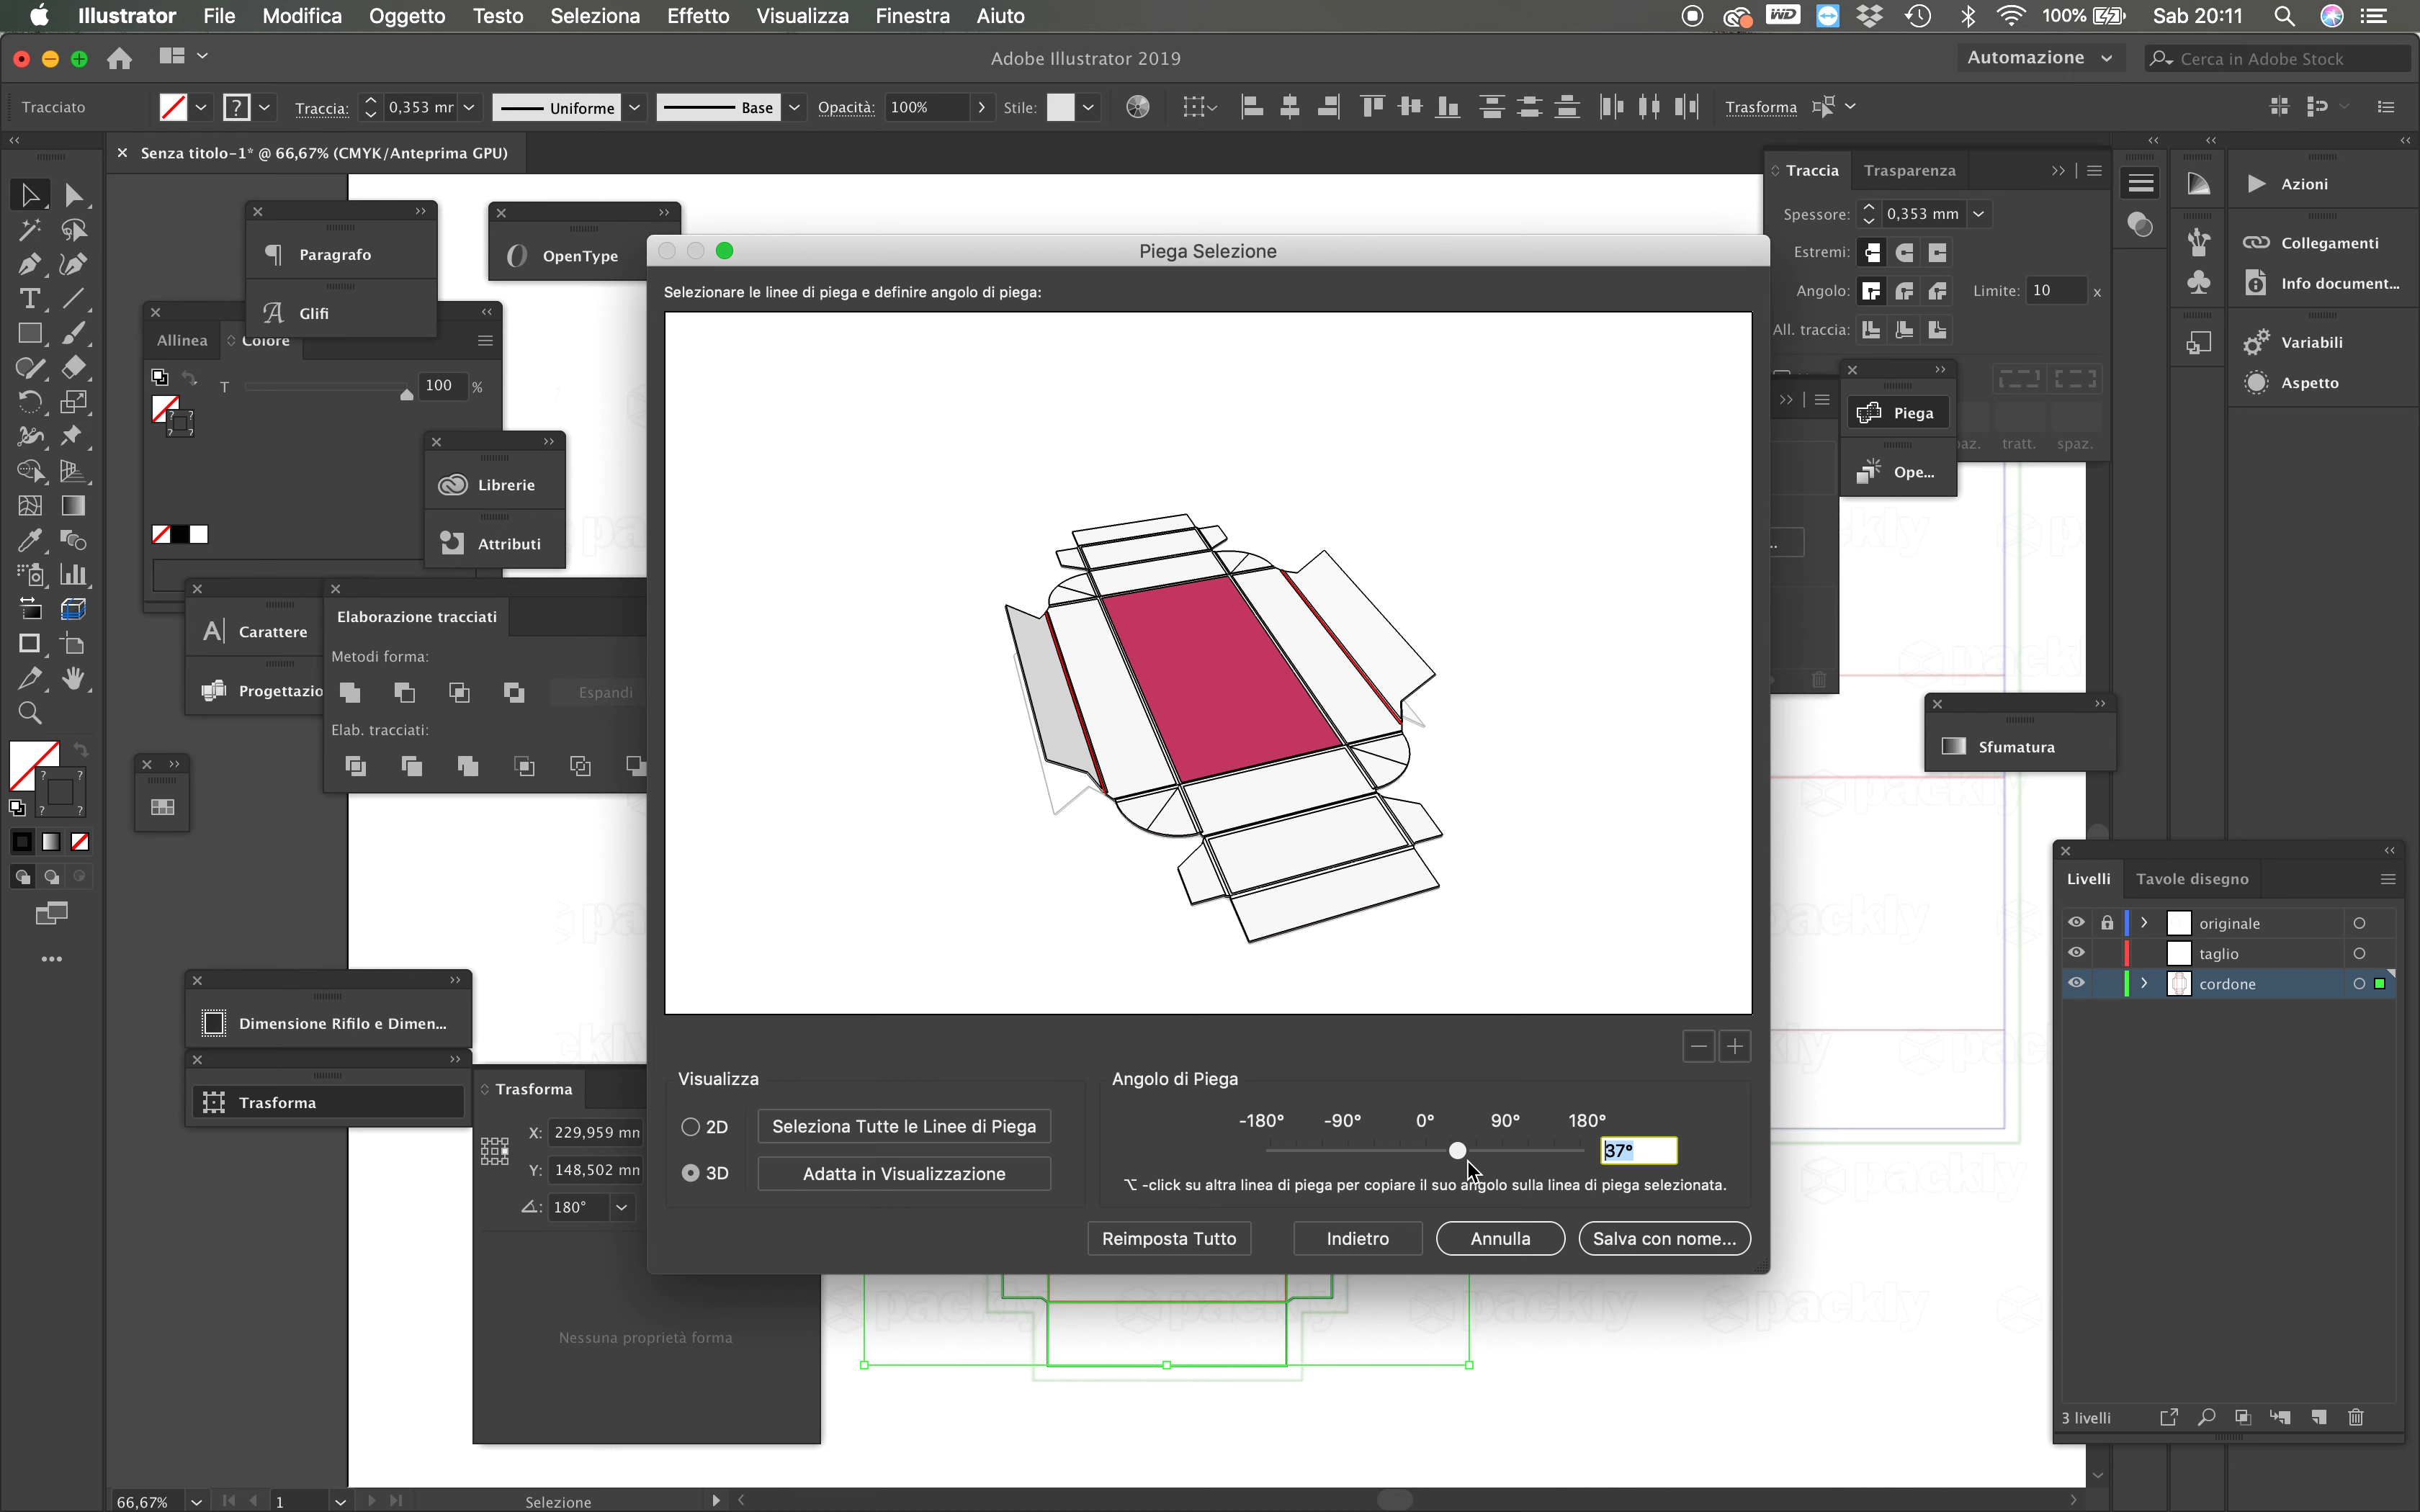 Illustrator File Modifica Oggetto Testo Seleziona Effetto Visualizza Finestra Aiuto
WD 100% Sab 20:11
Adobe Illustrator 2019
Automazione
Cerca in Adobe Stock
Tracciato
? Traccia: 0,353 mr Uniforme Base Opacità: 100% Stile: Trasforma
Senza titolo-1* @ 66,67% (CMYK/Anteprima GPU)
Paragrafo
Glifi
OpenType
Allinea Colore
T 100 %
Librerie
Attributi
Carattere
Progettazio
Elaborazione tracciati
Metodi forma:
Espandi
Elab. tracciati:
Dimensione Rifilo e Dimen...
Trasforma
Trasforma
X: 229,959 mn
Y: 148,502 mn
180°
Nessuna proprietà forma
Piega Selezione
Selezionare le linee di piega e definire angolo di piega:
Visualizza
2D
Seleziona Tutte le Linee di Piega
3D
Adatta in Visualizzazione
Angolo di Piega
-180° -90° 0° 90° 180°
37°
⌥ -click su altra linea di piega per copiare il suo angolo sulla linea di piega selezionata.
Reimposta Tutto
Indietro
Annulla
Salva con nome...
Traccia Trasparenza
Spessore: 0,353 mm
Estremi:
Angolo: Limite: 10 x
All. traccia:
Piega
Ope...
tratt. spaz.
Azioni
Collegamenti
Info document...
Variabili
Aspetto
Sfumatura
Livelli Tavole disegno
originale
taglio
cordone
3 livelli
packly
packly
packly
packly
packly
packly
66,67% 1 Selezione